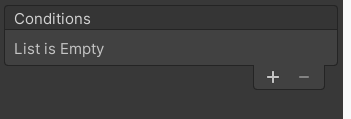 Conditions
List is Empty
+ −